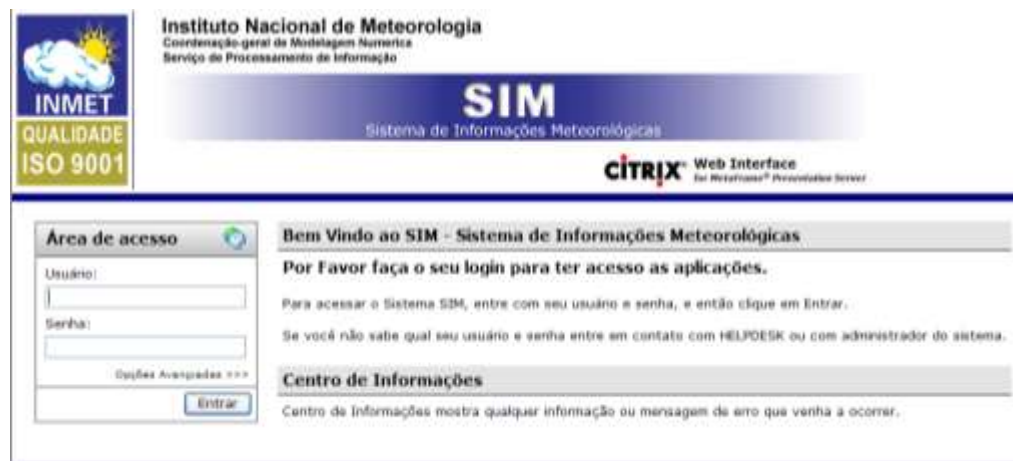 Instituto Nacional de Meteorologia
Coordenação-geral de Modelagem Numerica
Serviço de Processamento de Informação
INMET
QUALIDADE
ISO 9001
SIM
Sistema de Informações Meteorológicas
CITRIX Web Interface
for MetaFrame® Presentation Server
Área de acesso
Usuário:
Senha:
Opções Avançadas >>>
Entrar
Bem Vindo ao SIM - Sistema de Informações Meteorológicas
Por Favor faça o seu login para ter acesso as aplicações.
Para acessar o Sistema SIM, entre com seu usuário e senha, e então clique em Entrar.
Se você não sabe qual seu usuário e senha entre em contato com HELPDESK ou com administrador do sistema.
Centro de Informações
Centro de Informações mostra qualquer informação ou mensagem de erro que venha a ocorrer.